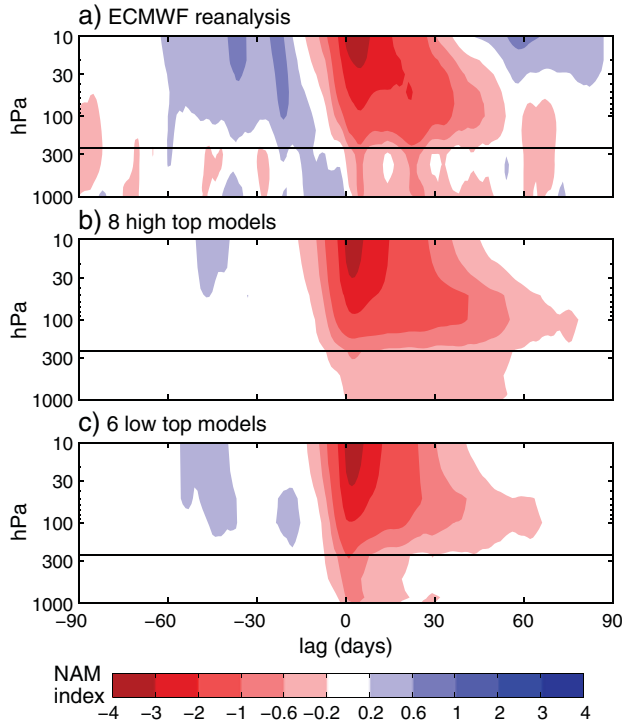 a) ECMWF reanalysis
10
30
100
300
1000
hPa
b) 8 high top models
10
30
100
300
1000
hPa
c) 6 low top models
10
30
100
300
1000
hPa
−90 −60 −30 0 30 60 90
lag (days)
NAM
index
−4 −3 −2 −1 −0.6 −0.2 0.2 0.6 1 2 3 4